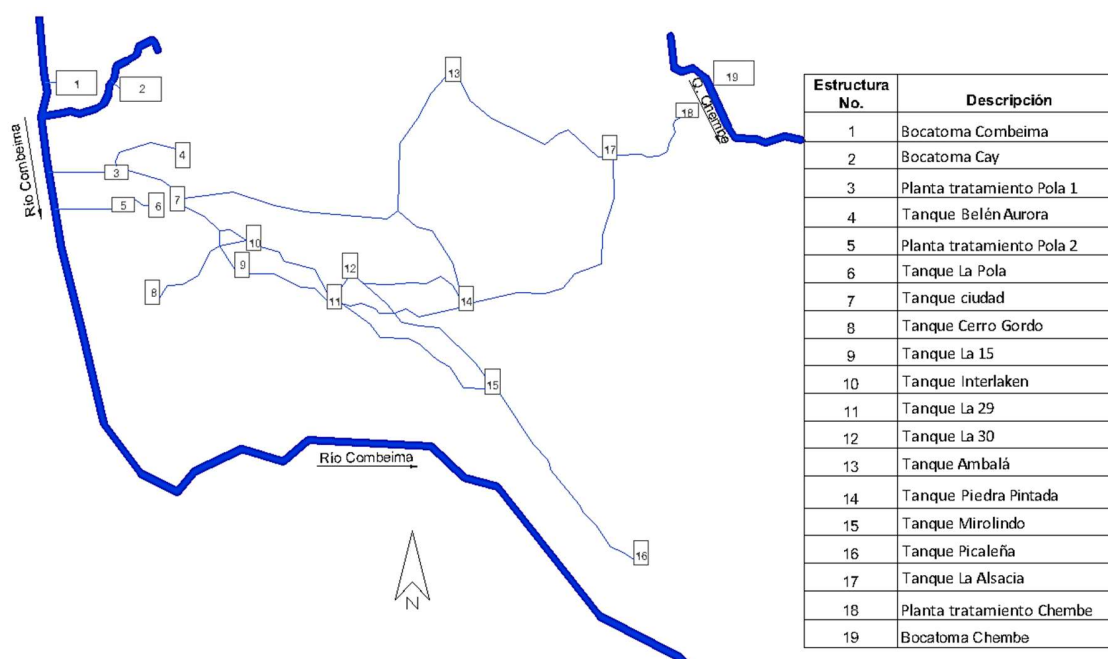 1
2
3
4
5
6
7
8
9
10
11
12
13
14
15
16
17
18
19
Río Combeima
Río Combeima
Q. Chembe
N
Estructura No. Descripción
1 Bocatoma Combeima
2 Bocatoma Cay
3 Planta tratamiento Pola 1
4 Tanque Belén Aurora
5 Planta tratamiento Pola 2
6 Tanque La Pola
7 Tanque ciudad
8 Tanque Cerro Gordo
9 Tanque La 15
10 Tanque Interlaken
11 Tanque La 29
12 Tanque La 30
13 Tanque Ambalá
14 Tanque Piedra Pintada
15 Tanque Mirolindo
16 Tanque Picaleña
17 Tanque La Alsacia
18 Planta tratamiento Chembe
19 Bocatoma Chembe